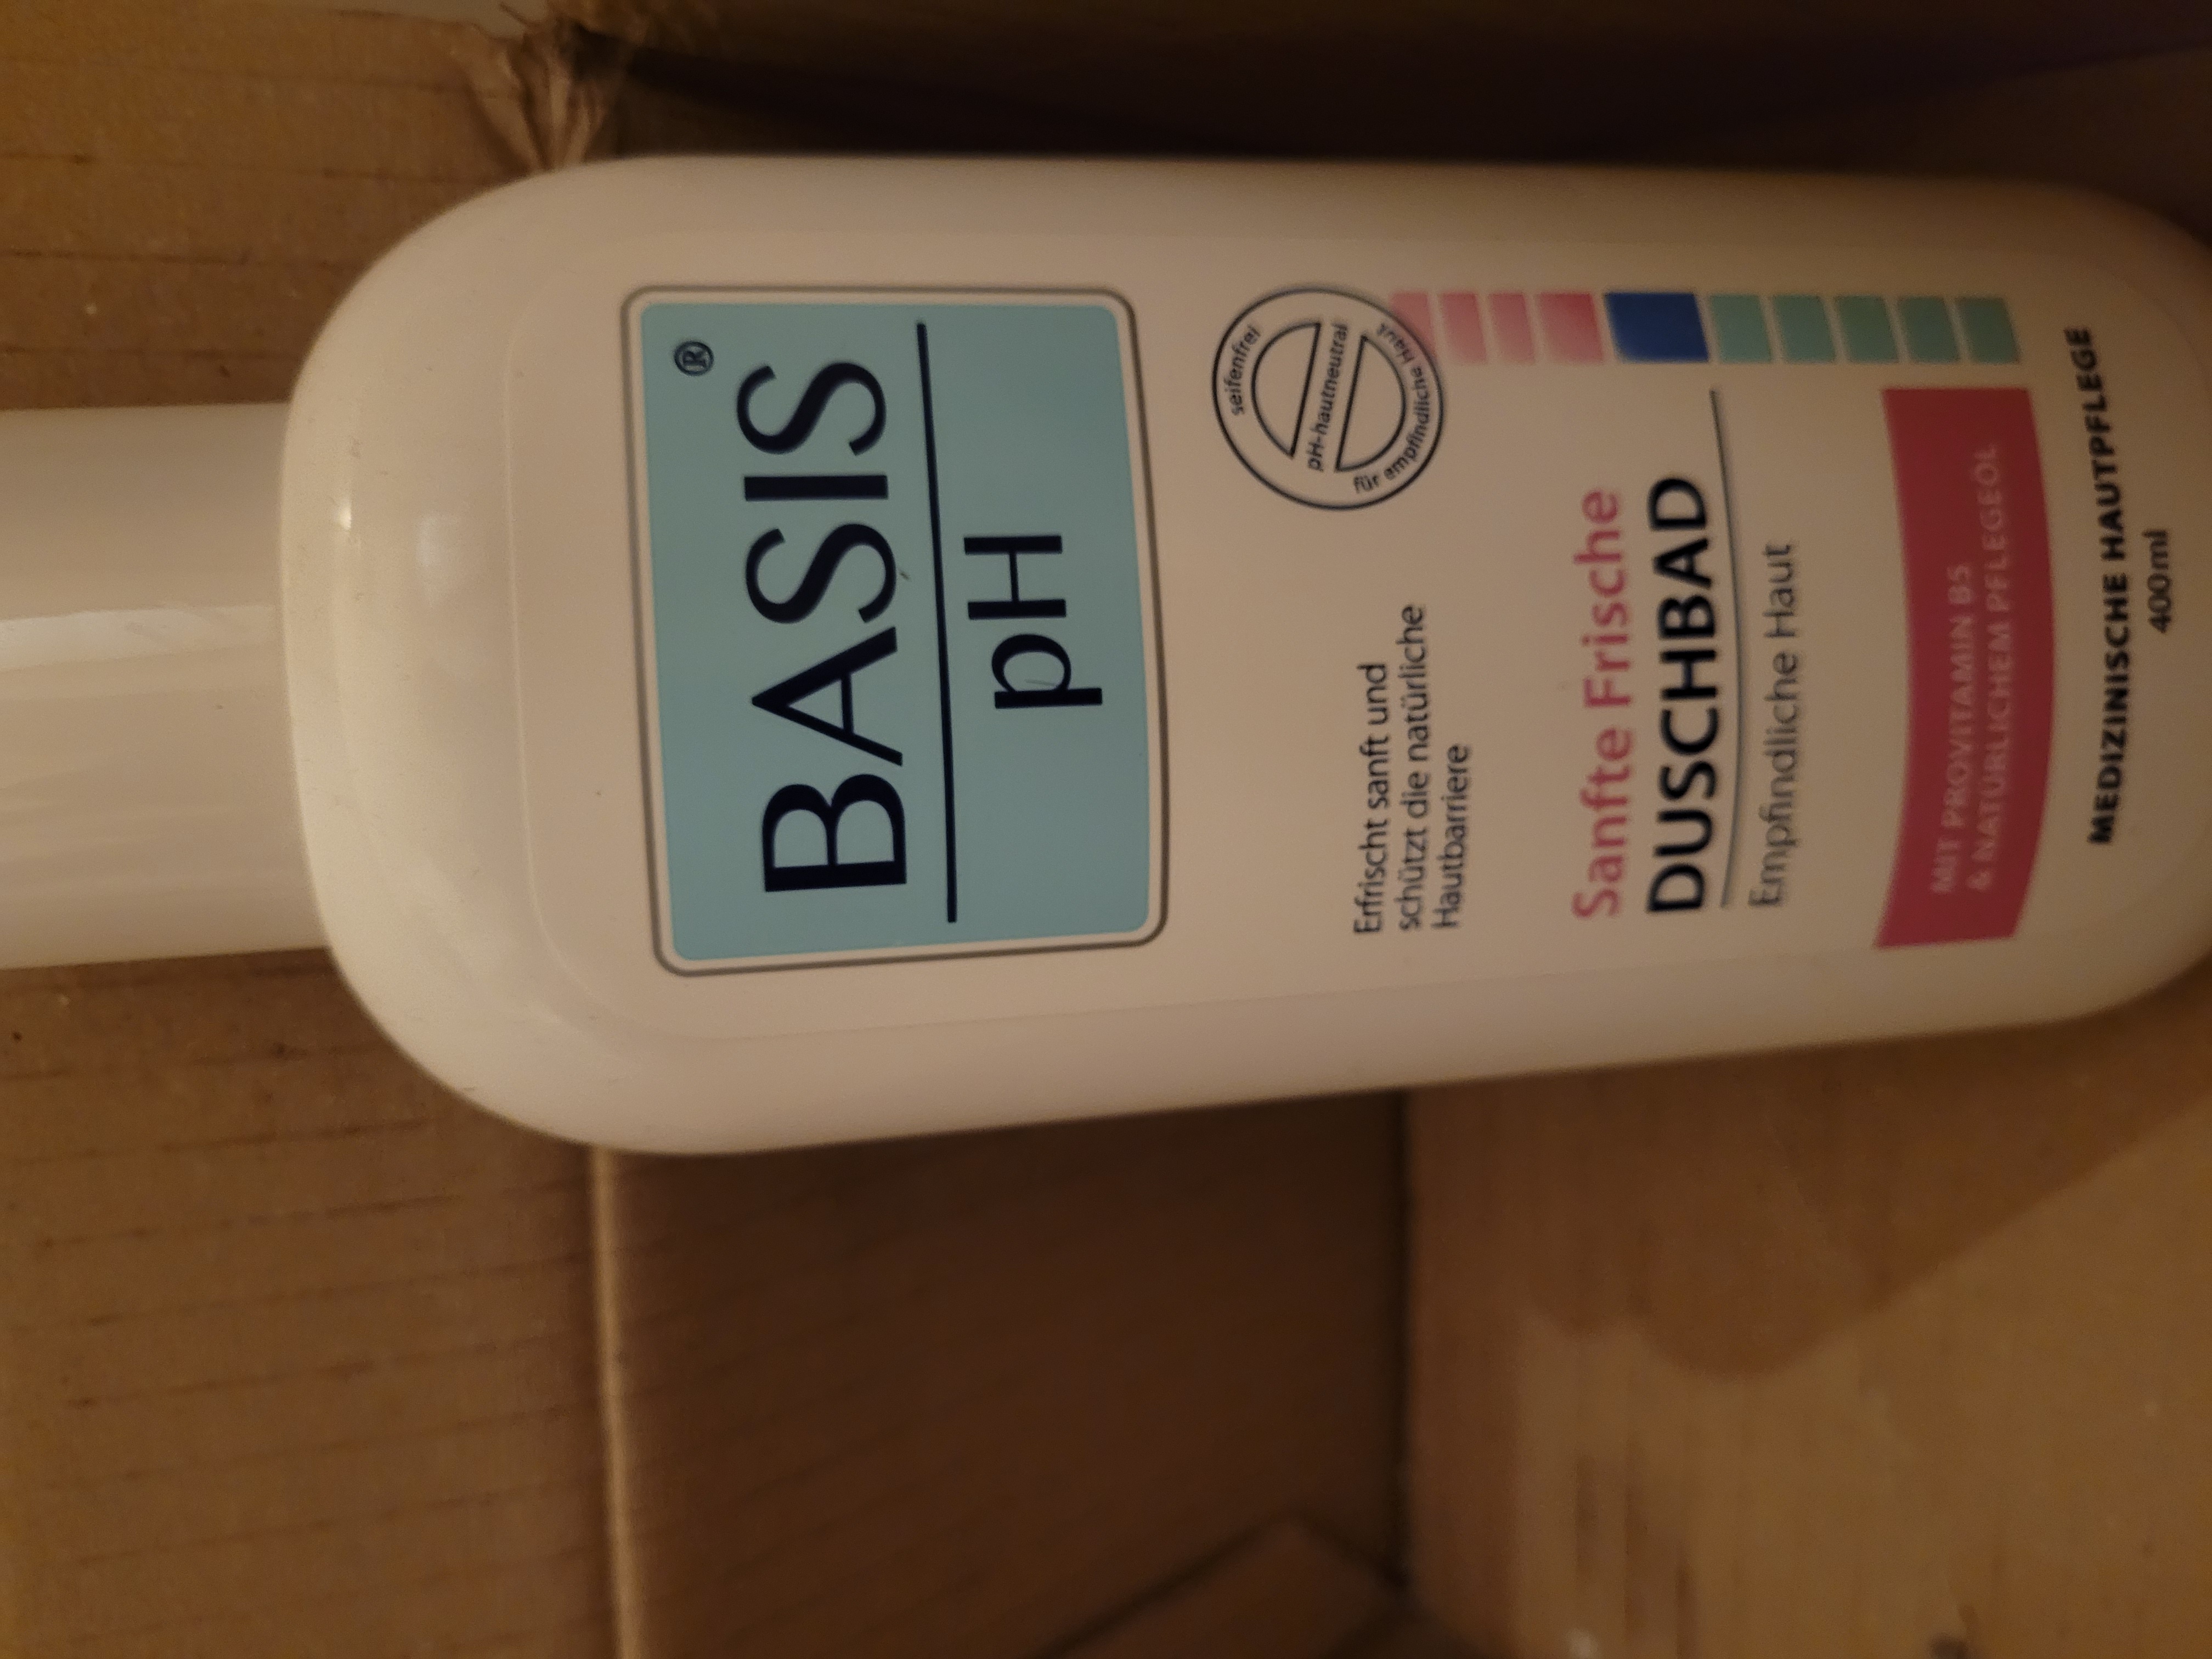 BASIS®
pH
seifenfrei
pH-hautneutral
für empfindliche Haut
Erfrischt sanft und
schützt die natürliche
Hautbarriere
Sanfte Frische
DUSCHBAD
Empfindliche Haut
MIT PROVITAMIN B5
& NATÜRLICHEM PFLEGEÖL
MEDIZINISCHE HAUTPFLEGE
400ml